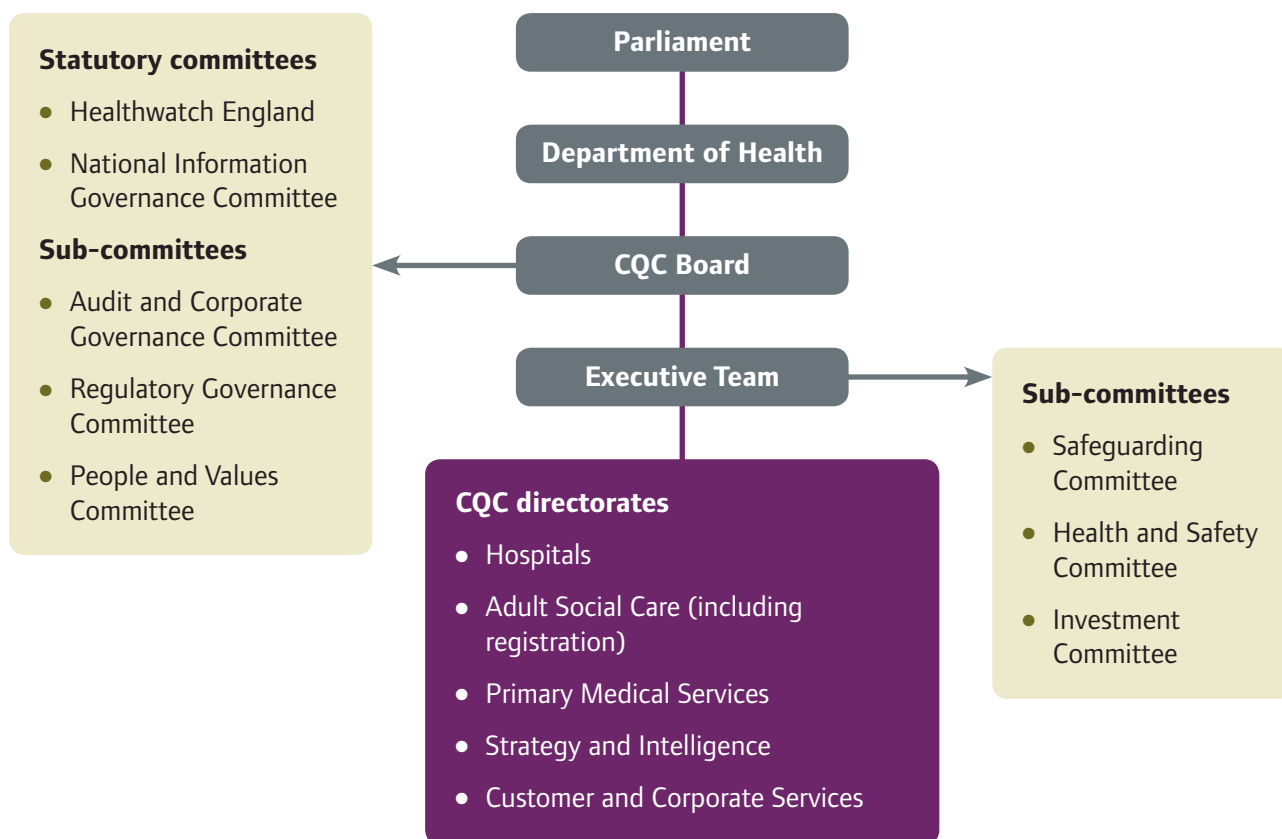 Statutory committees
Healthwatch England
National Information
Governance Committee
Sub-committees
Audit and Corporate
Governance Committee
Regulatory Governance
Committee
People and Values
Committee
Parliament
Department of Health
CQC Board
Executive Team
CQC directorates
Hospitals
Adult Social Care (including
registration)
Primary Medical Services
Strategy and Intelligence
Customer and Corporate Services
Sub-committees
Safeguarding
Committee
Health and Safety
Committee
Investment
Committee